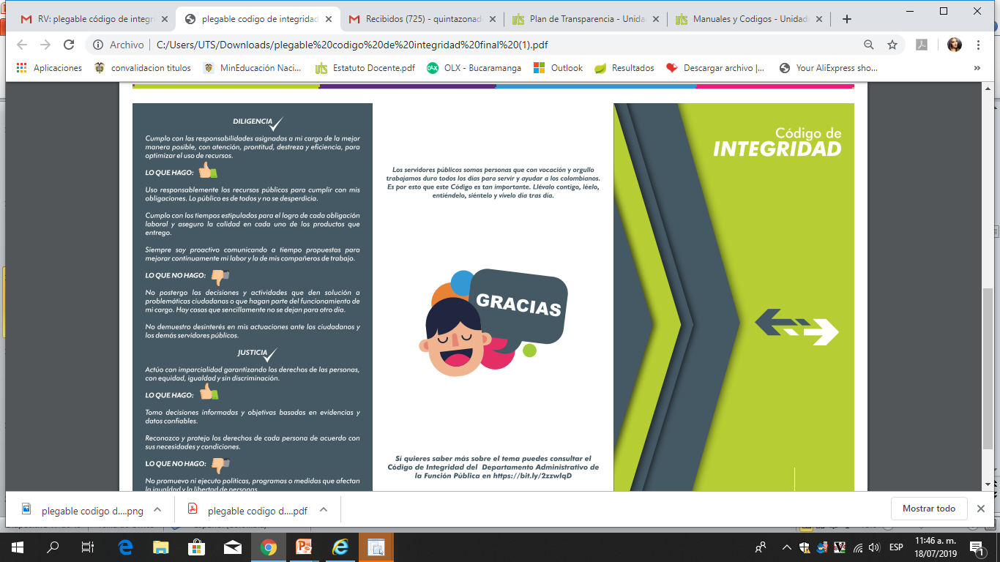 RV: plegable código de integr
plegable codigo de integridad
Recibidos (725) - quintazonad
Plan de Transparencia - Unida
Manuales y Codigos - Unidad
Archivo
C:/Users/UTS/Downloads/plegable%20codigo%20de%20integridad%20final%20(1).pdf
Aplicaciones
convalidacion titulos
MinEducación Naci...
Estatuto Docente.pdf
OLX - Bucaramanga
Outlook
Resultados
Descargar archivo |...
Your AliExpress sho...
»
DILIGENCIA
Cumplo con las responsabilidades asignadas a mi cargo de la mejor
manera posible, con atención, prontitud, destreza y eficiencia, para
optimizar el uso de recursos.
LO QUE HAGO:
Uso responsablemente los recursos públicos para cumplir con mis
obligaciones. Lo público es de todos y no se desperdicia.
Cumplo con los tiempos estipulados para el logro de cada obligación
laboral y aseguro la calidad en cada uno de los productos que
entrego.
Siempre soy proactivo comunicando a tiempo propuestas para
mejorar continuamente mi labor y la de mis compañeros de trabajo.
LO QUE NO HAGO:
No postergo las decisiones y actividades que den solución a
problemáticas ciudadanas o que hagan parte del funcionamiento de
mi cargo. Hay cosas que sencillamente no se dejan para otro día.
No demuestro desinterés en mis actuaciones ante los ciudadanos y
los demás servidores públicos.
JUSTICIA
Actúo con imparcialidad garantizando los derechos de las personas,
con equidad, igualdad y sin discriminación.
LO QUE HAGO:
Tomo decisiones informadas y objetivas basadas en evidencias y
datos confiables.
Reconozco y protejo los derechos de cada persona de acuerdo con
sus necesidades y condiciones.
LO QUE NO HAGO:
No promuevo ni ejecuto políticas, programas o medidas que afectan
la igualdad y la libertad de personas.
Los servidores públicos somos personas que con vocación y orgullo
trabajamos duro todos los días para servir y ayudar a los colombianos.
Es por esto que este Código es tan importante. Llévalo contigo, léelo,
entiéndelo, siéntelo y vívelo día tras día.
GRACIAS
Si quieres saber más sobre el tema puedes consultar el
Código de Integridad del Departamento Administrativo de
la Función Pública en https://bit.ly/2zzwlqD
Código de
INTEGRIDAD
plegable codigo d....png
plegable codigo d....pdf
Mostrar todo
ESP
11:46 a. m.
18/07/2019
1